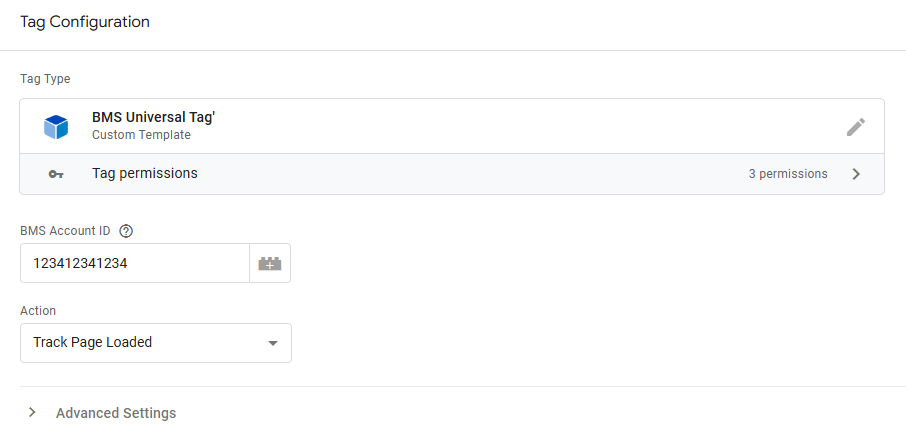 Tag Configuration
Tag Type
BMS Universal Tag'
Custom Template
Tag permissions
3 permissions
BMS Account ID
123412341234
Action
Track Page Loaded
Advanced Settings